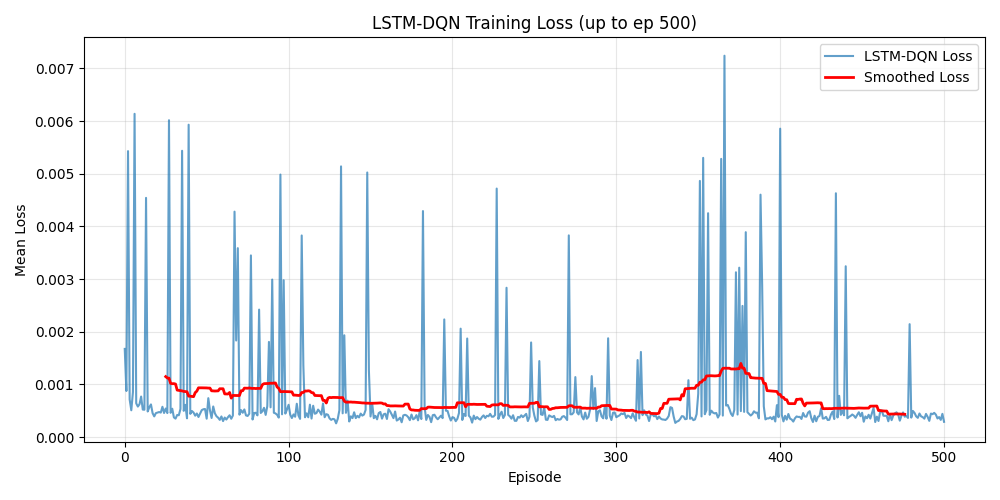 LSTM-DQN Training Loss (up to ep 500)
LSTM-DQN Loss
Smoothed Loss
Mean Loss
0.007
0.006
0.005
0.004
0.003
0.002
0.001
0.000
0 100 200 300 400 500
Episode